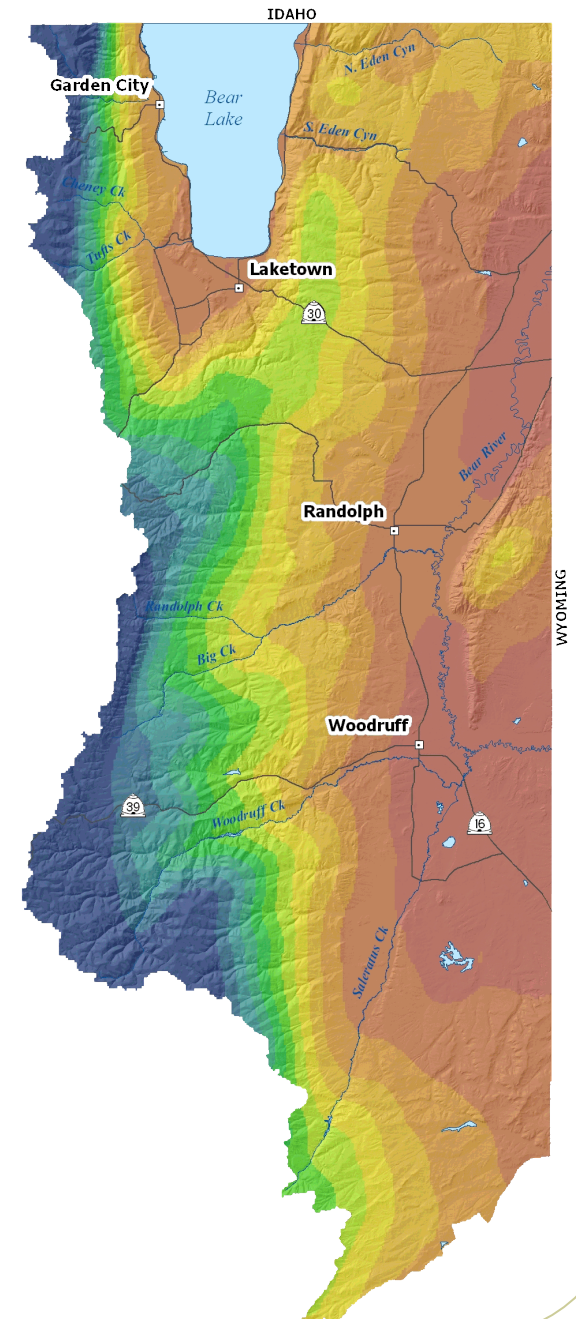 IDAHO
N. Eden Cyn
Garden City
Bear
Lake
S. Eden Cyn
Cheney Ck
Tufts Ck
Laketown
30
Bear River
Randolph
WYOMING
Randolph Ck
Big Ck
Woodruff
39
Woodruff Ck
16
Saleratus Ck